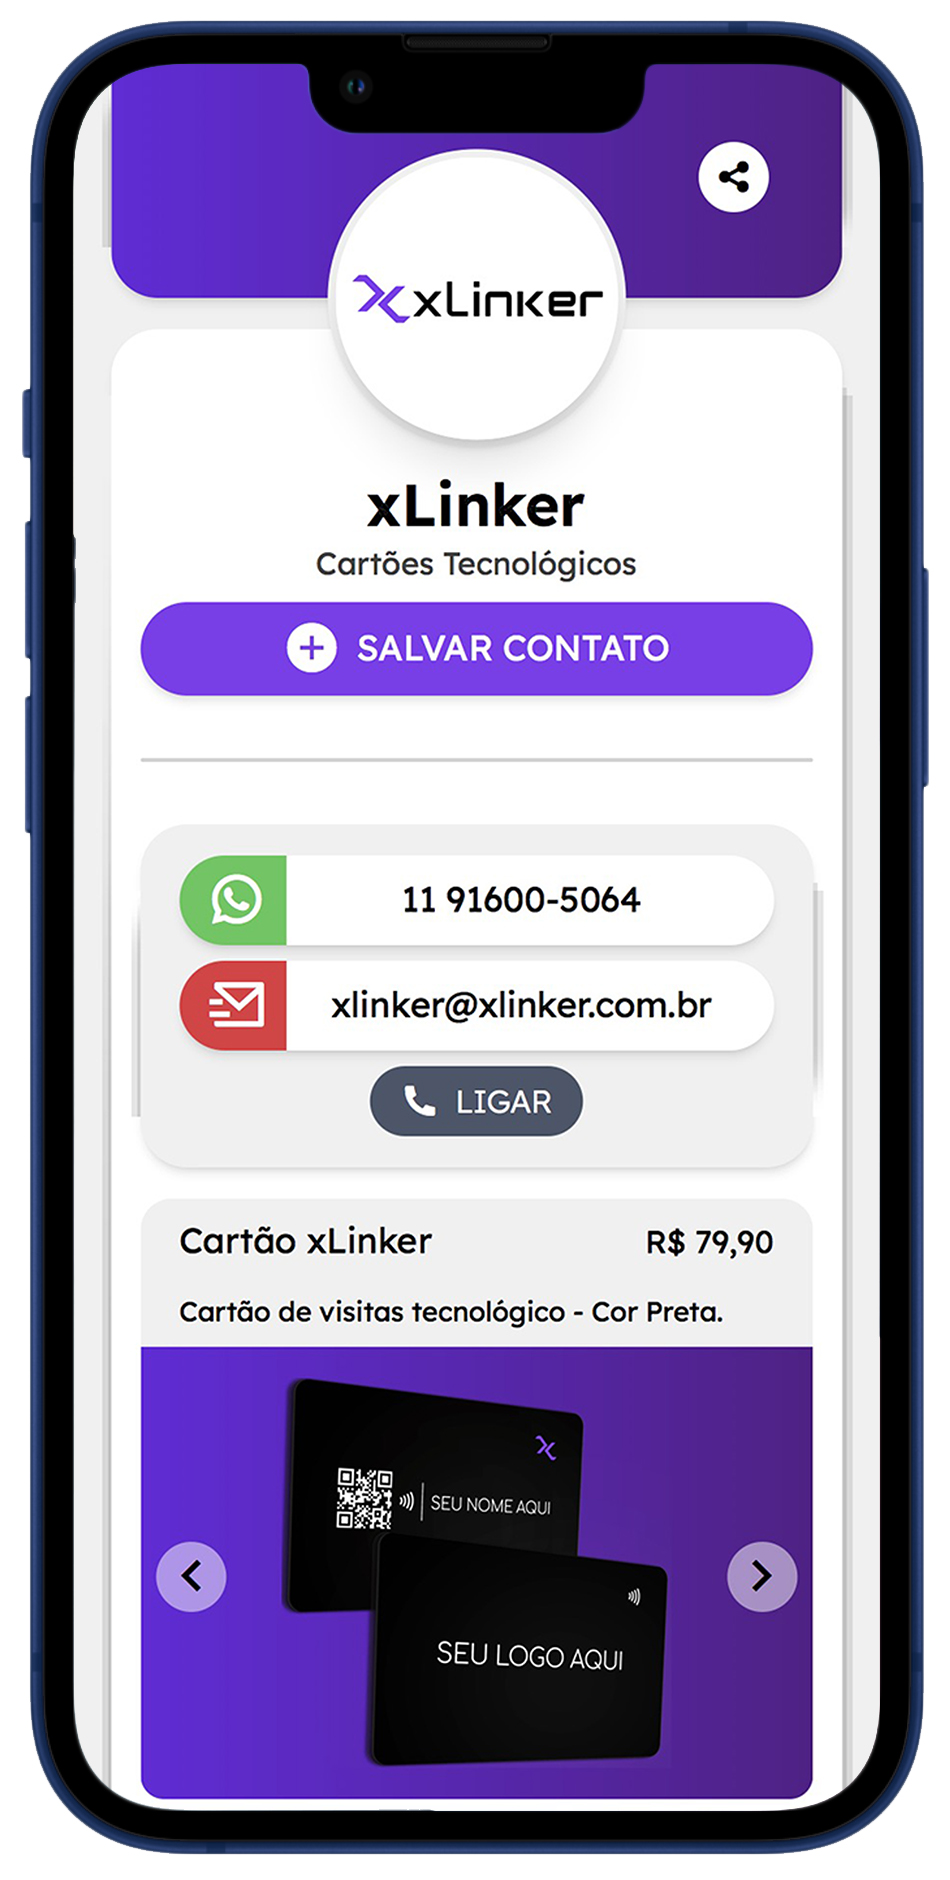 xLinker
xLinker
Cartões Tecnológicos
SALVAR CONTATO
11 91600-5064
xlinker@xlinker.com.br
LIGAR
Cartão xLinker
R$ 79,90
Cartão de visitas tecnológico - Cor Preta.
SEU NOME AQUI
SEU LOGO AQUI